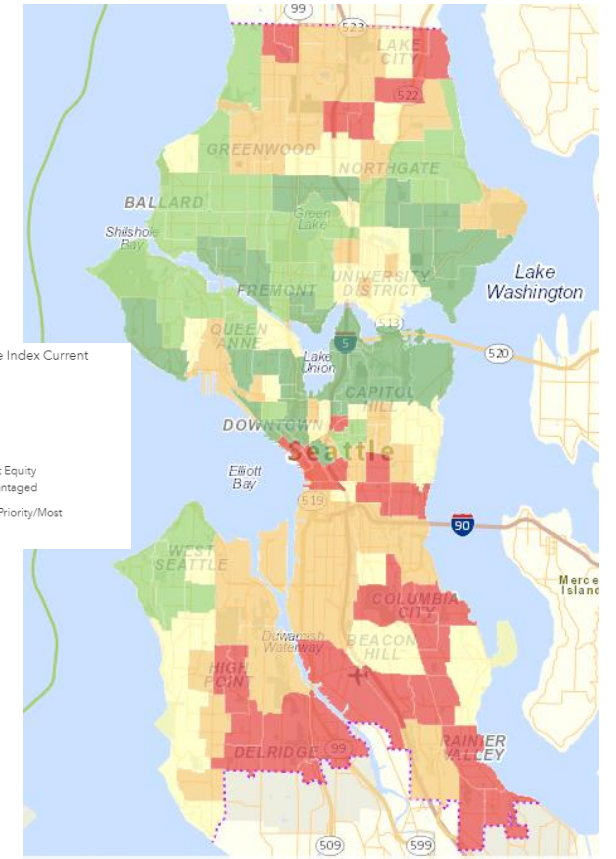 99
523
LAKE
CITY
522
GREENWOOD
NORTHGATE
BALLARD
Green
Lake
Shilshole
Bay
UNIVERSITY
DISTRICT
Lake
Washington
FREMONT
QUEEN
ANNE
513
5
520
Lake
Union
e Index Current
CAPITOL
HILL
DOWNTOWN
Seattle
Equity
ntaged
Elliott
Bay
519
Priority/Most
90
WEST
SEATTLE
Merce
Island
COLUMBIA
CITY
Duwamish
Waterway
BEACON
HILL
HIGH
POINT
RAINIER
VALLEY
DELRIDGE
99
509
599